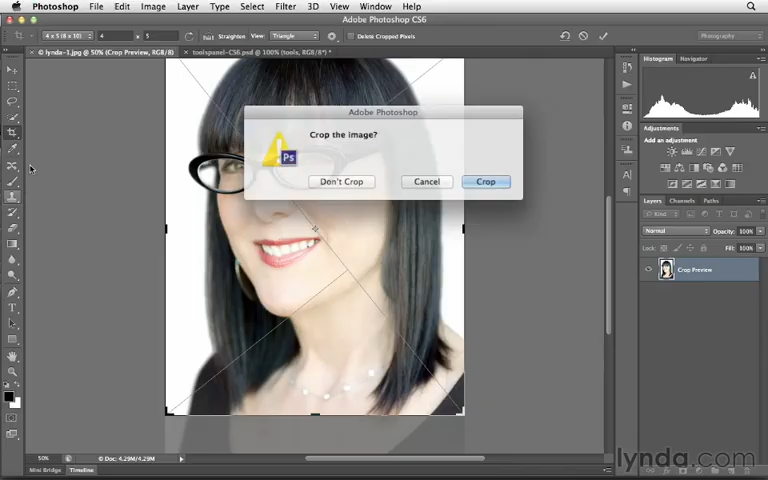 Photoshop File Edit Image Layer Type Select Filter 3D View Window Help
Adobe Photoshop CS6
4 x 5 (8 x 10) 4 x 5 Straighten View: Triangle Delete Cropped Pixels Photography
× © lynda-1.jpg @ 50% (Crop Preview, RGB/8) × toolspanel-CS6.psd @ 100% (tools, RGB/8*) *
Histogram Navigator
Adobe Photoshop
Crop the image?
Ps
Don't Crop Cancel Crop
Adjustments
Add an adjustment
Layers Channels Paths
Kind
Normal Opacity: 100%
Lock: Fill: 100%
Crop Preview
50% Doc: 4.29M/4.29M
Mini Bridge Timeline
lynda.com